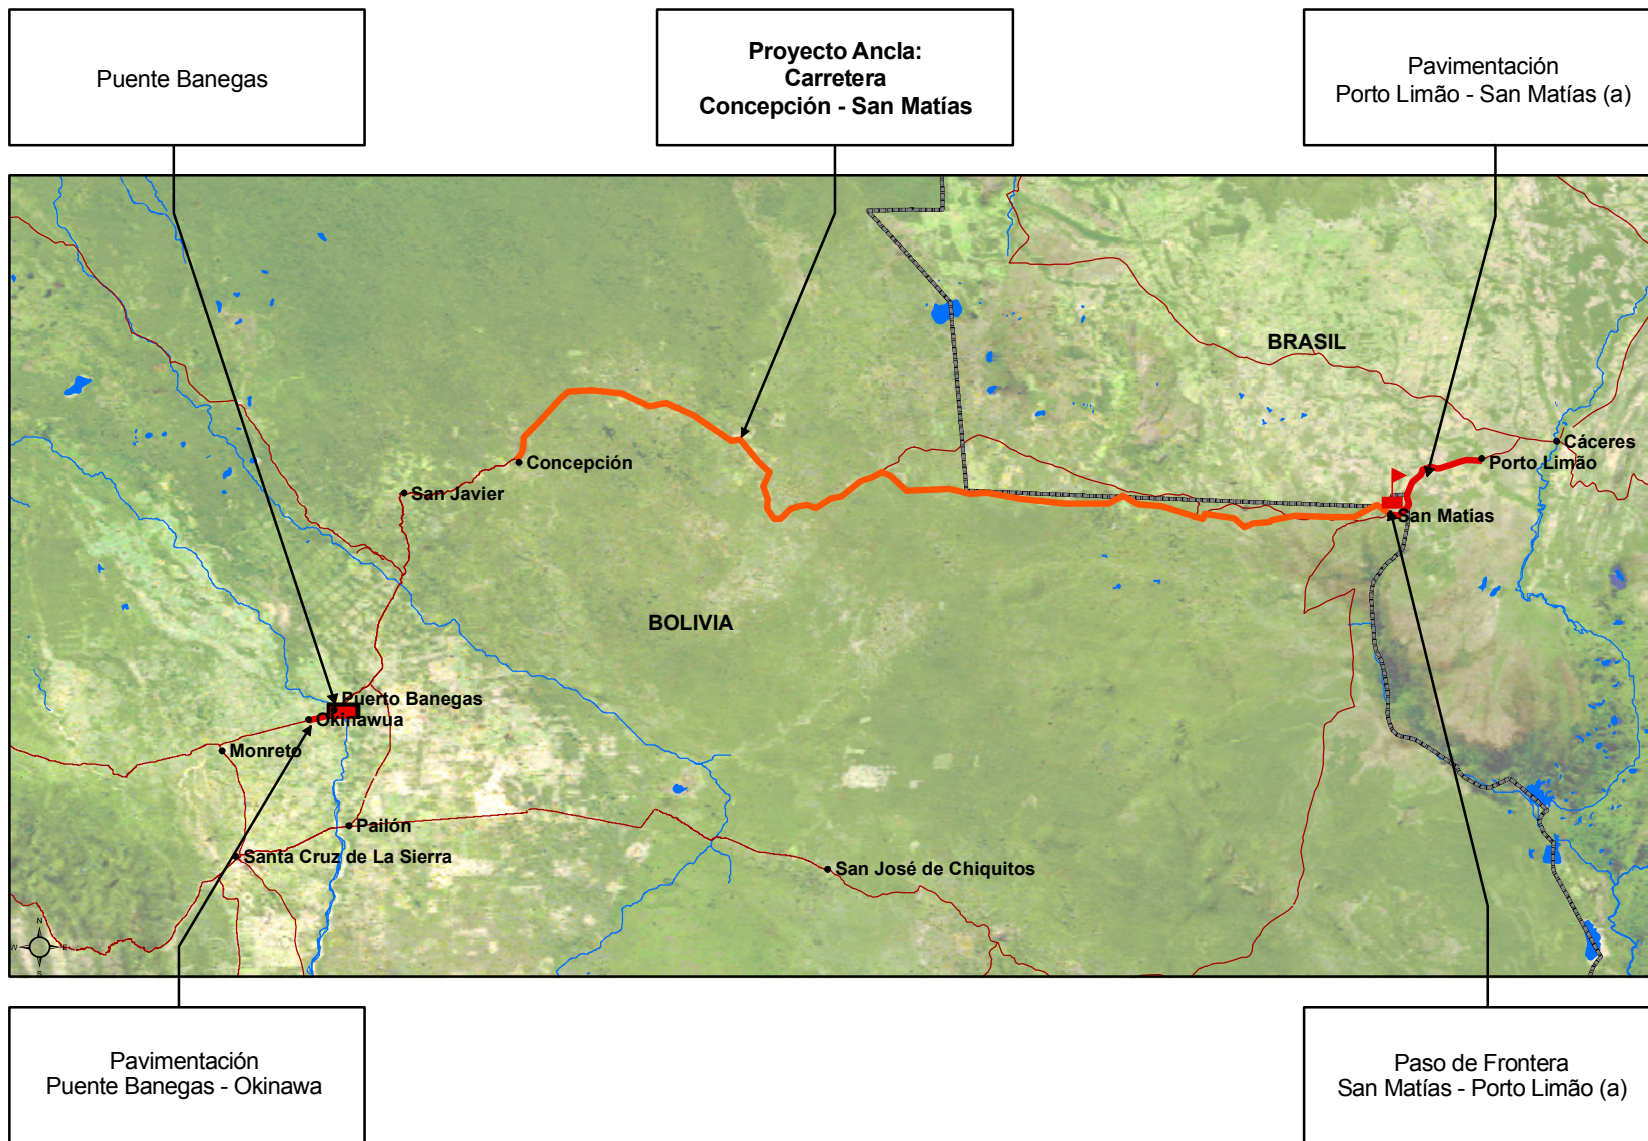 Puente Banegas
Proyecto Ancla:
Carretera
Concepción - San Matías
Pavimentación
Porto Limão - San Matías (a)
BRASIL
Cáceres
Porto Limão
Concepción
San Javier
San Matias
BOLIVIA
Puerto Banegas
Okinawua
Monreto
Pailón
Santa Cruz de La Sierra
San José de Chiquitos
N
W
E
S
Pavimentación
Puente Banegas - Okinawa
Paso de Frontera
San Matías - Porto Limão (a)